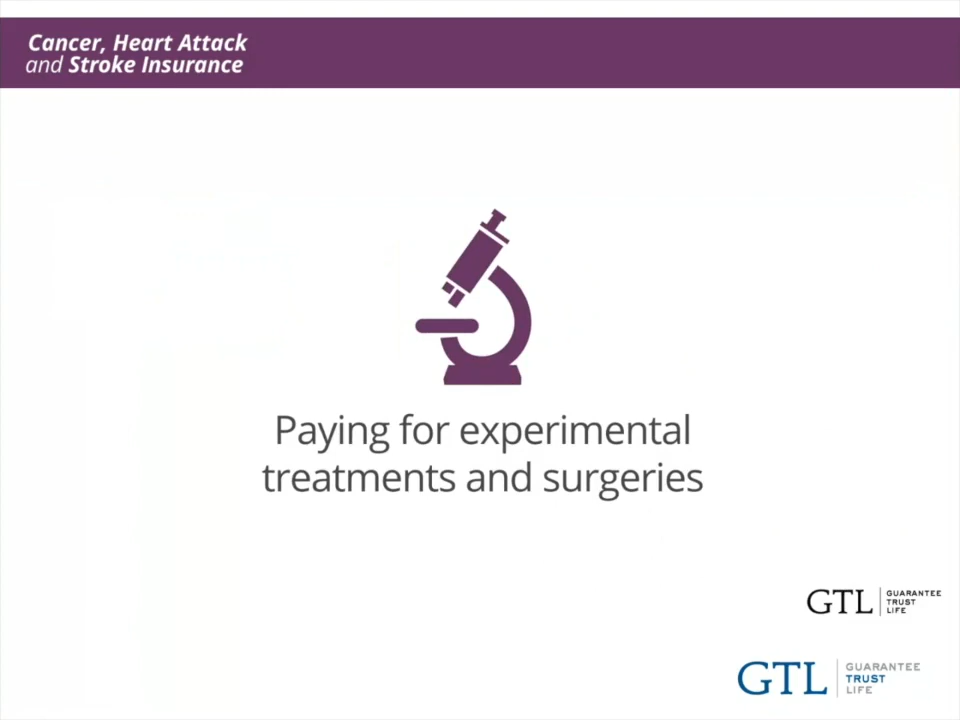 Cancer, Heart Attack
and Stroke Insurance
Paying for experimental
treatments and surgeries
GTL
GUARANTEE
TRUST
LIFE
GTL
GUARANTEE
TRUST
LIFE